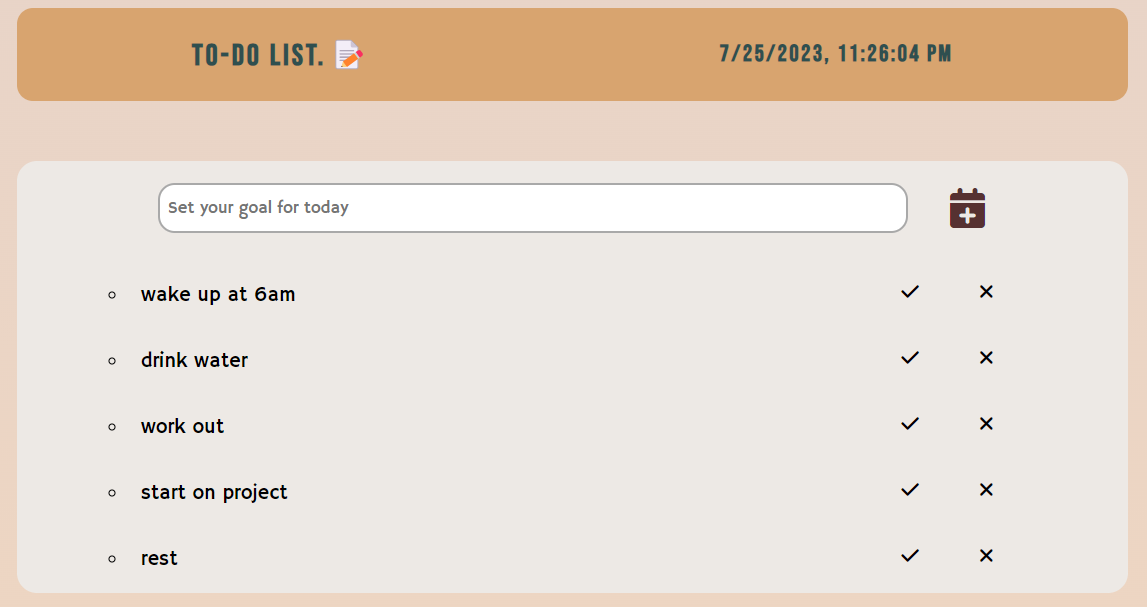 TO-DO LIST. 📝
7/25/2023, 11:26:04 PM
Set your goal for today
wake up at 6am
drink water
work out
start on project
rest